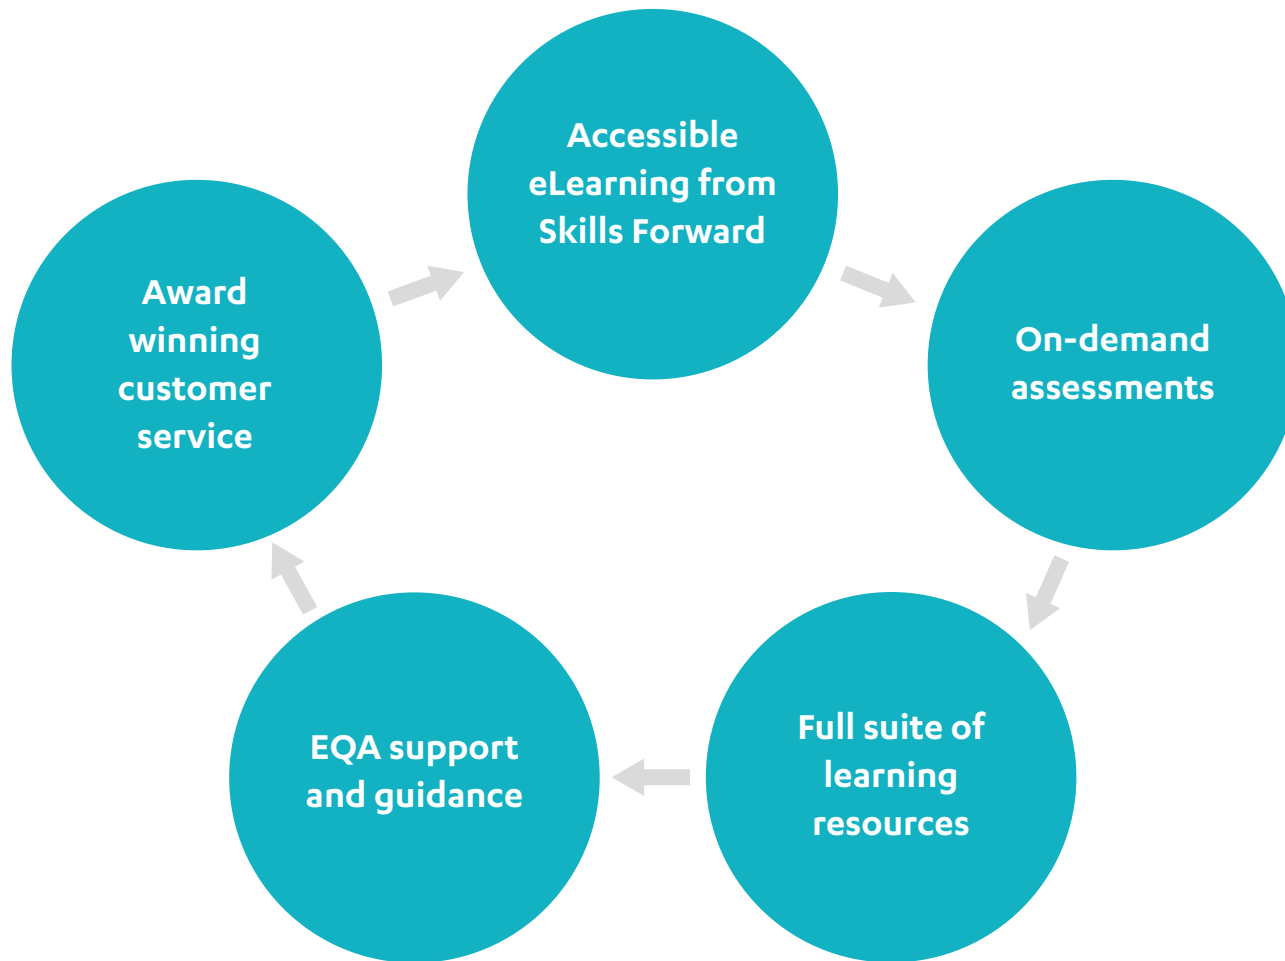 Accessible
eLearning from
Skills Forward
On-demand
assessments
Full suite of
learning
resources
EQA support
and guidance
Award
winning
customer
service